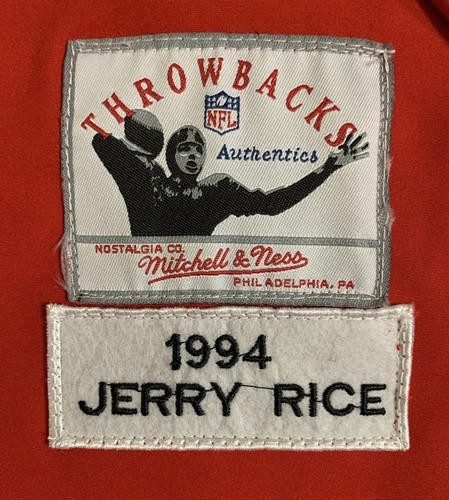 THROWBACKS
NFL
Authentics
NOSTALGIA CO.
Mitchell & Ness
PHILADELPHIA, PA
1994
JERRY RICE